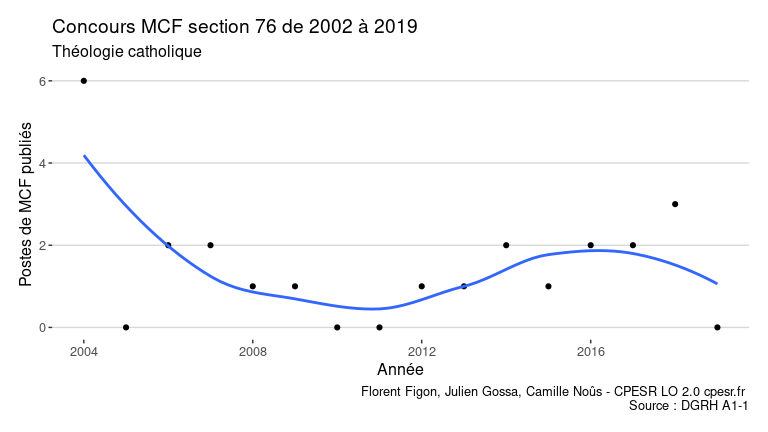 Concours MCF section 76 de 2002 à 2019
Théologie catholique
Postes de MCF publiés
6
4
2
0
2004 2008 2012 2016
Année
Florent Figon, Julien Gossa, Camille Noûs - CPESR LO 2.0 cpesr.fr
Source : DGRH A1-1